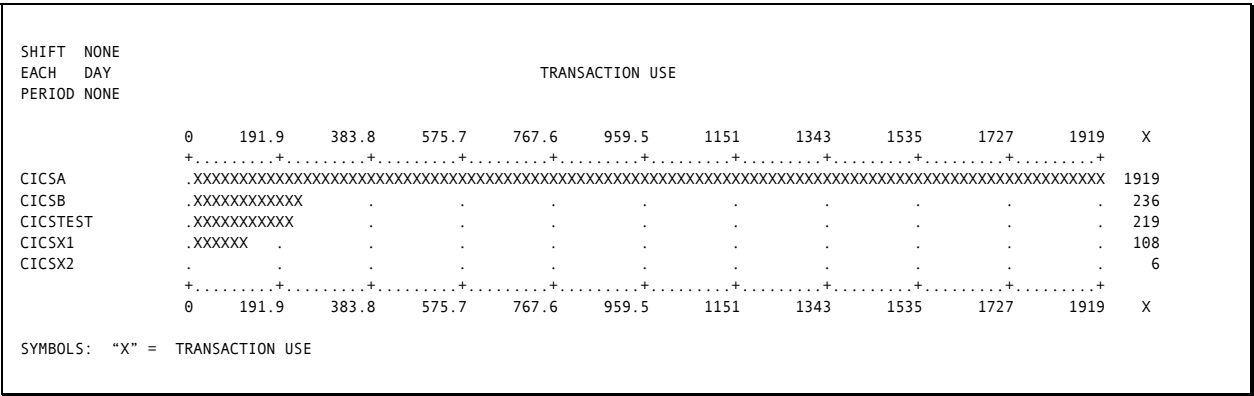 SHIFT  NONE
EACH   DAY                                                TRANSACTION USE
PERIOD NONE
                  0     191.9     383.8     575.7     767.6     959.5      1151      1343      1535      1727      1919    X
                  +.........+.........+.........+.........+.........+.........+.........+.........+.........+.........+
CICSA             .XXXXXXXXXXXXXXXXXXXXXXXXXXXXXXXXXXXXXXXXXXXXXXXXXXXXXXXXXXXXXXXXXXXXXXXXXXXXXXXXXXXXXXXXXXXXXXXXXXXX  1919
CICSB             .XXXXXXXXXXXX       .         .         .         .         .         .         .         .         .   236
CICSTEST          .XXXXXXXXXXX        .         .         .         .         .         .         .         .         .   219
CICSX1            .XXXXXX   .         .         .         .         .         .         .         .         .         .   108
CICSX2            .         .         .         .         .         .         .         .         .         .         .     6
                  +.........+.........+.........+.........+.........+.........+.........+.........+.........+.........+
                  0     191.9     383.8     575.7     767.6     959.5      1151      1343      1535      1727      1919    X
SYMBOLS:  “X” =  TRANSACTION USE